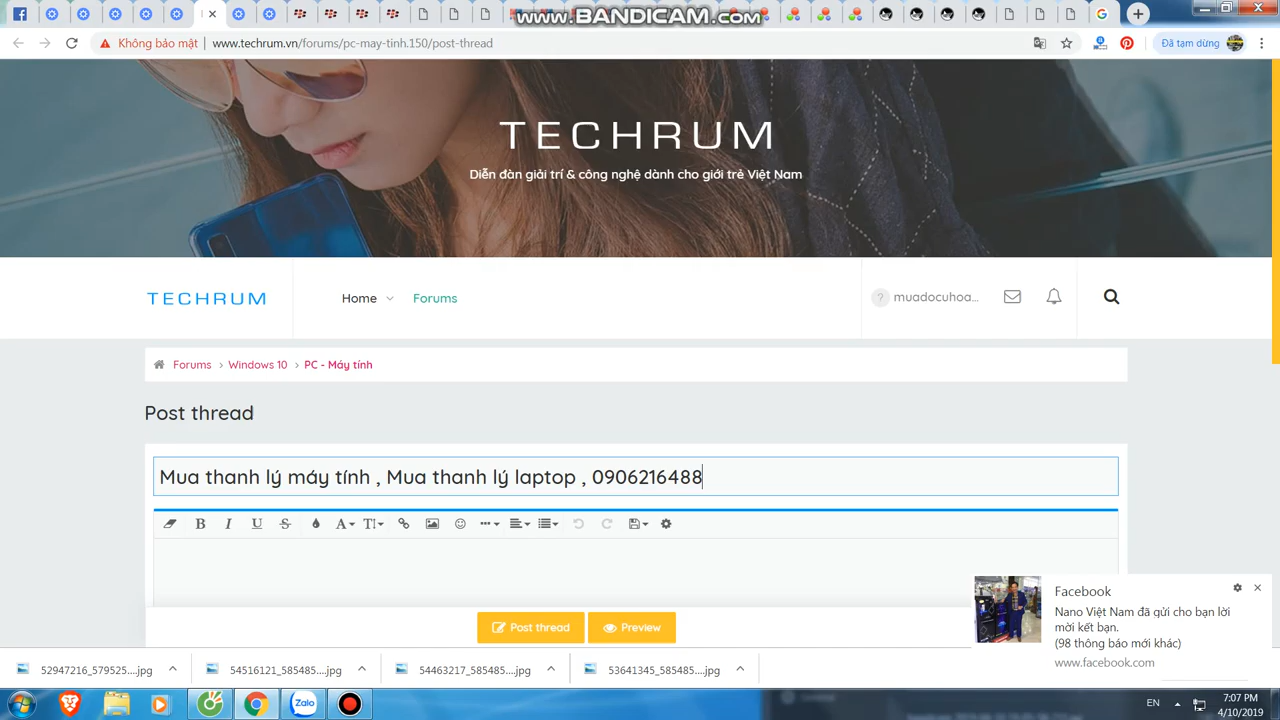 www.BANDICAM.com
Không bảo mật
www.techrum.vn/forums/pc-may-tinh.150/post-thread
Đã tạm dừng
TECHRUM
Diễn đàn giải trí & công nghệ dành cho giới trẻ Việt Nam
TECHRUM
Home
Forums
muadocuhoa...
Forums > Windows 10 > PC - Máy tính
Post thread
Mua thanh lý máy tính , Mua thanh lý laptop , 0906216488
Post thread
Preview
Facebook
Nano Việt Nam đã gửi cho bạn lời
mời kết bạn.
(98 thông báo mới khác)
www.facebook.com
52947216_579525....jpg
54516121_585485....jpg
54463217_585485....jpg
53641345_585485....jpg
Zalo
EN
7:07 PM
4/10/2019